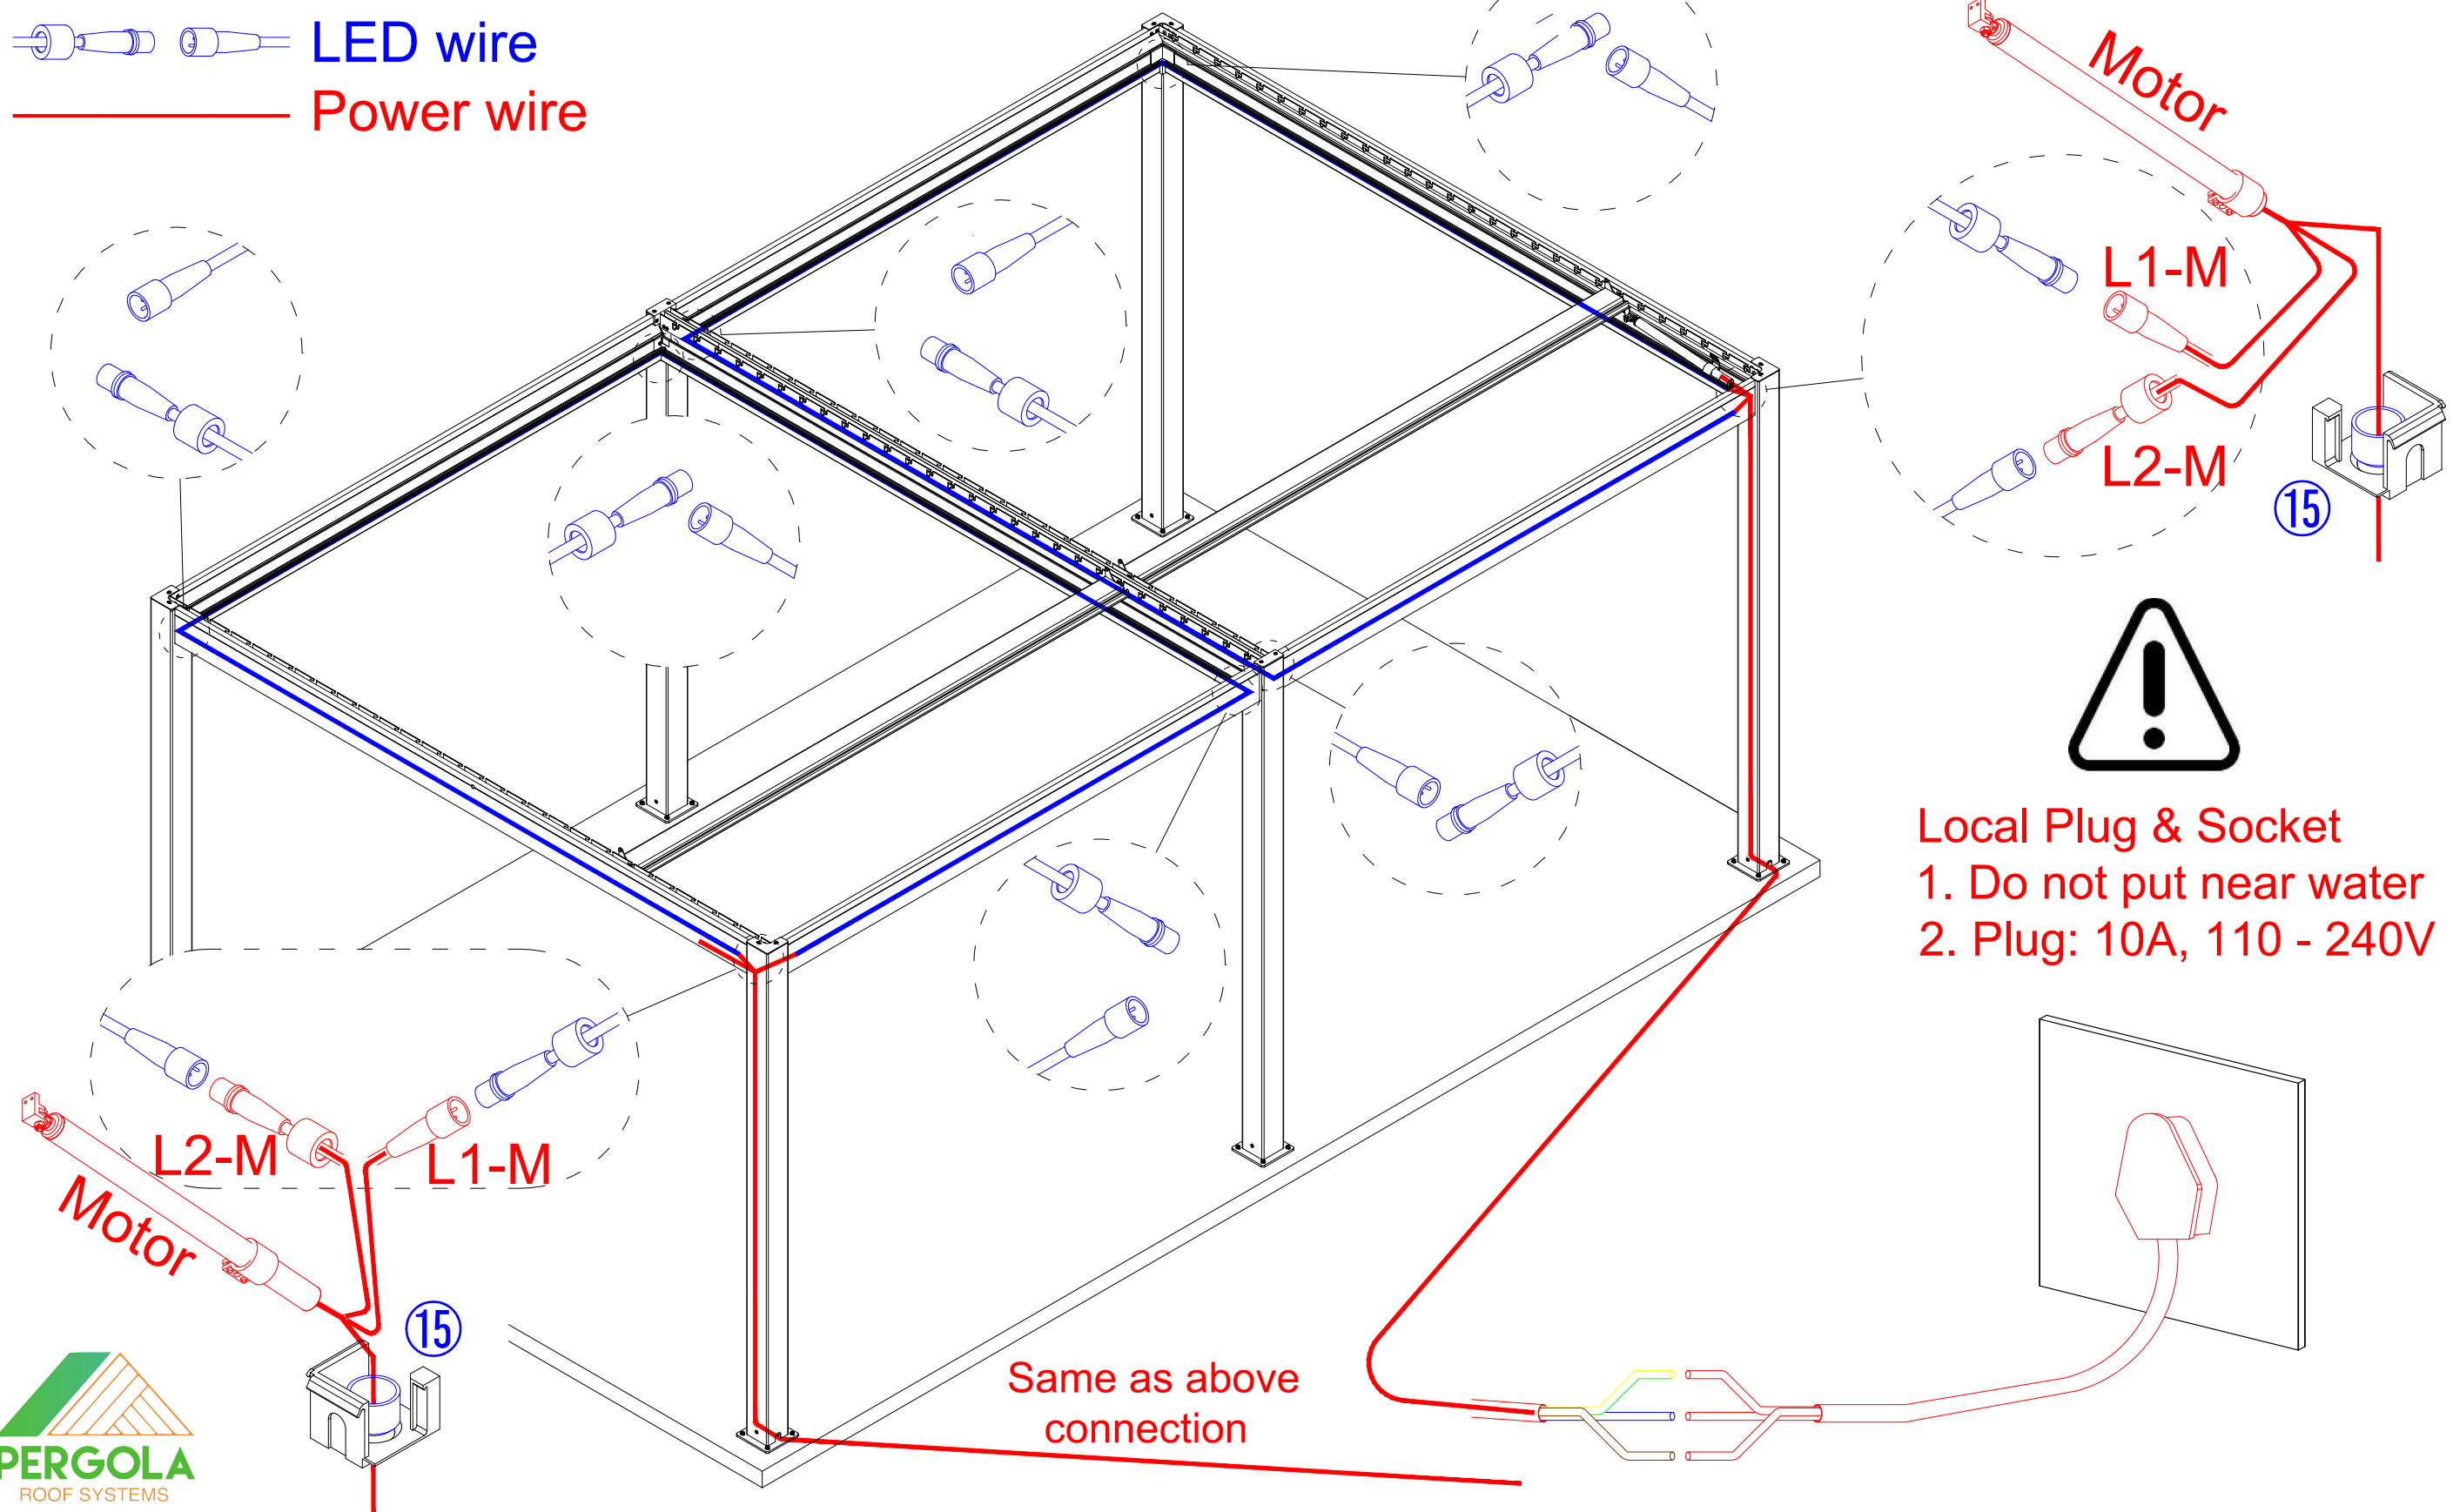 LED wire
Power wire
Motor
L1-M
L2-M
15
Local Plug & Socket
1. Do not put near water
2. Plug: 10A, 110 - 240V
L2-M
L1-M
Motor
15
Same as above
connection
PERGOLA
ROOF SYSTEMS